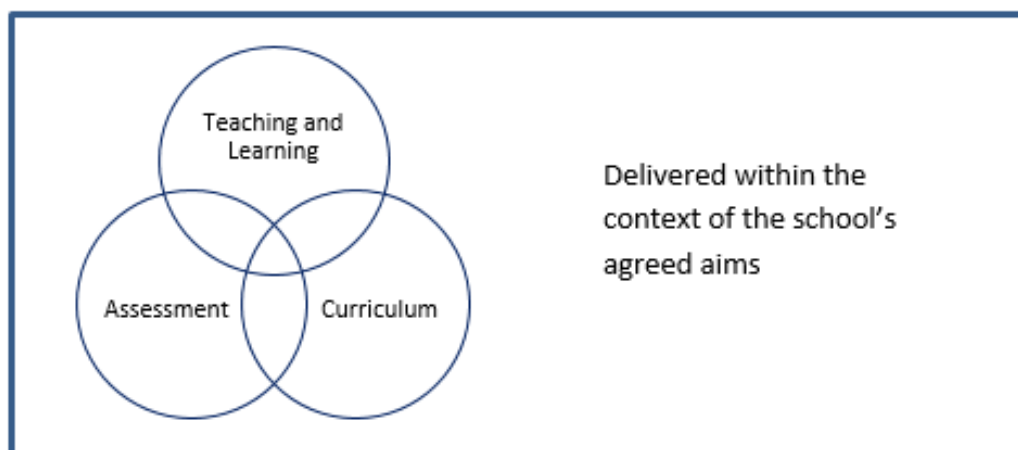 Teaching and
Learning
Assessment
Curriculum
Delivered within the
context of the school’s
agreed aims